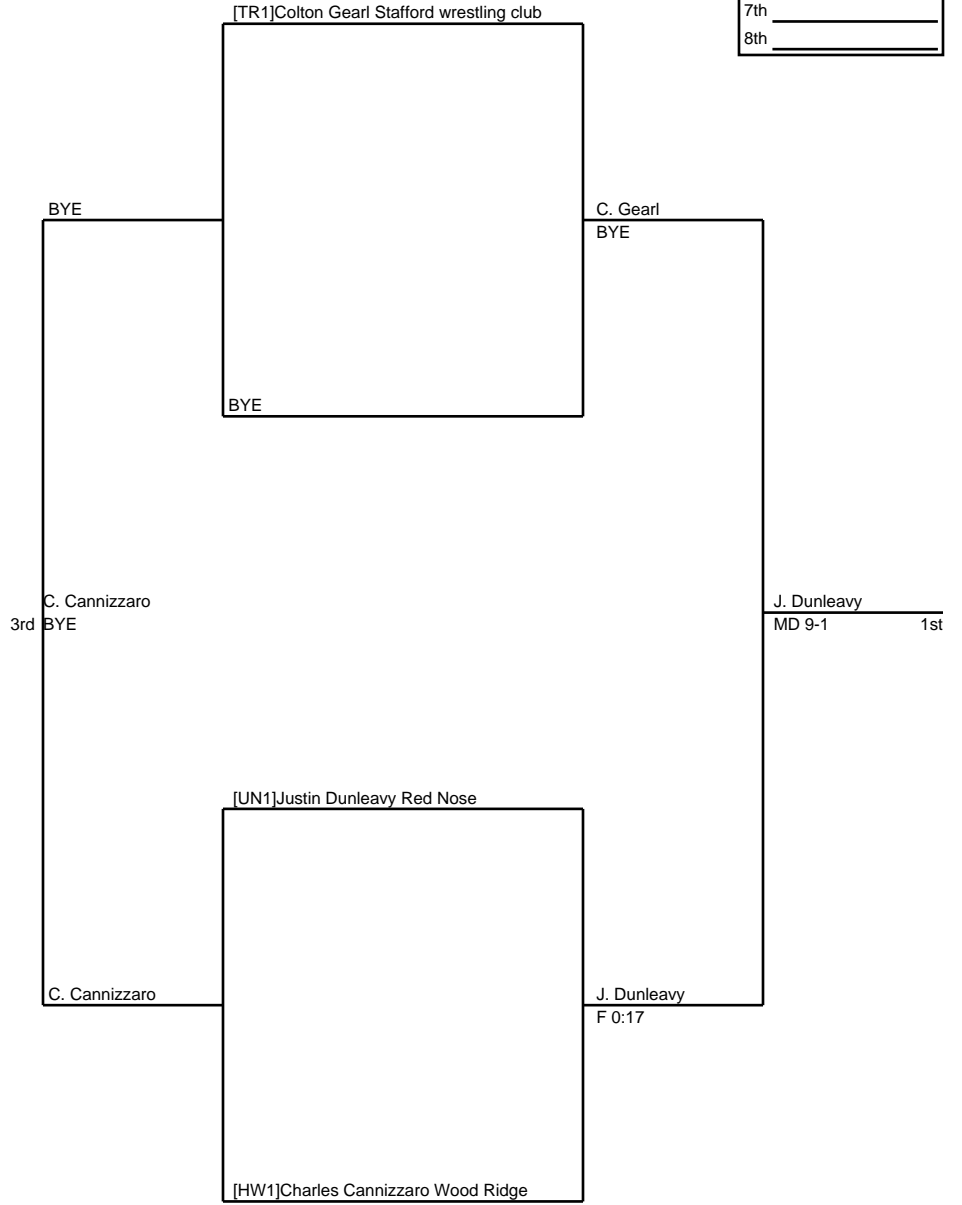 [TR1]Colton Gearl Stafford wrestling club
7th
8th
BYE
C. Gearl
BYE
BYE
C. Cannizzaro
3rd BYE
J. Dunleavy
MD 9-1 1st
[UN1]Justin Dunleavy Red Nose
C. Cannizzaro
J. Dunleavy
F 0:17
[HW1]Charles Cannizzaro Wood Ridge